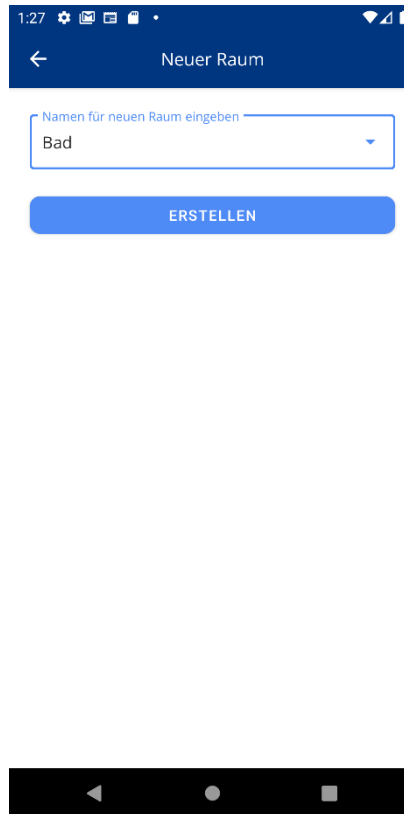 1:27
Neuer Raum
Namen für neuen Raum eingeben
Bad
ERSTELLEN